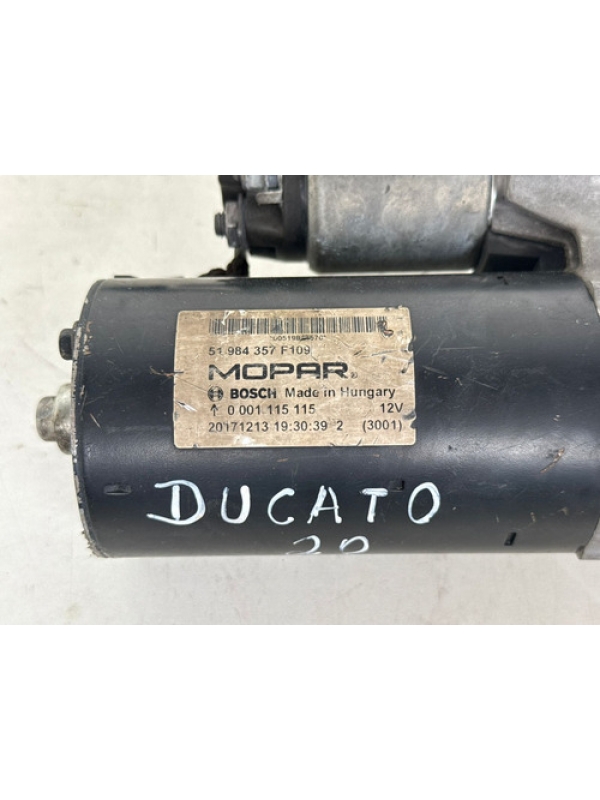 51 984 357 F109
MOPAR®
BOSCH Made in Hungary
↑ 0 001 115 115 12V
20171213 19:30:39 2 (3001)
DUCATO